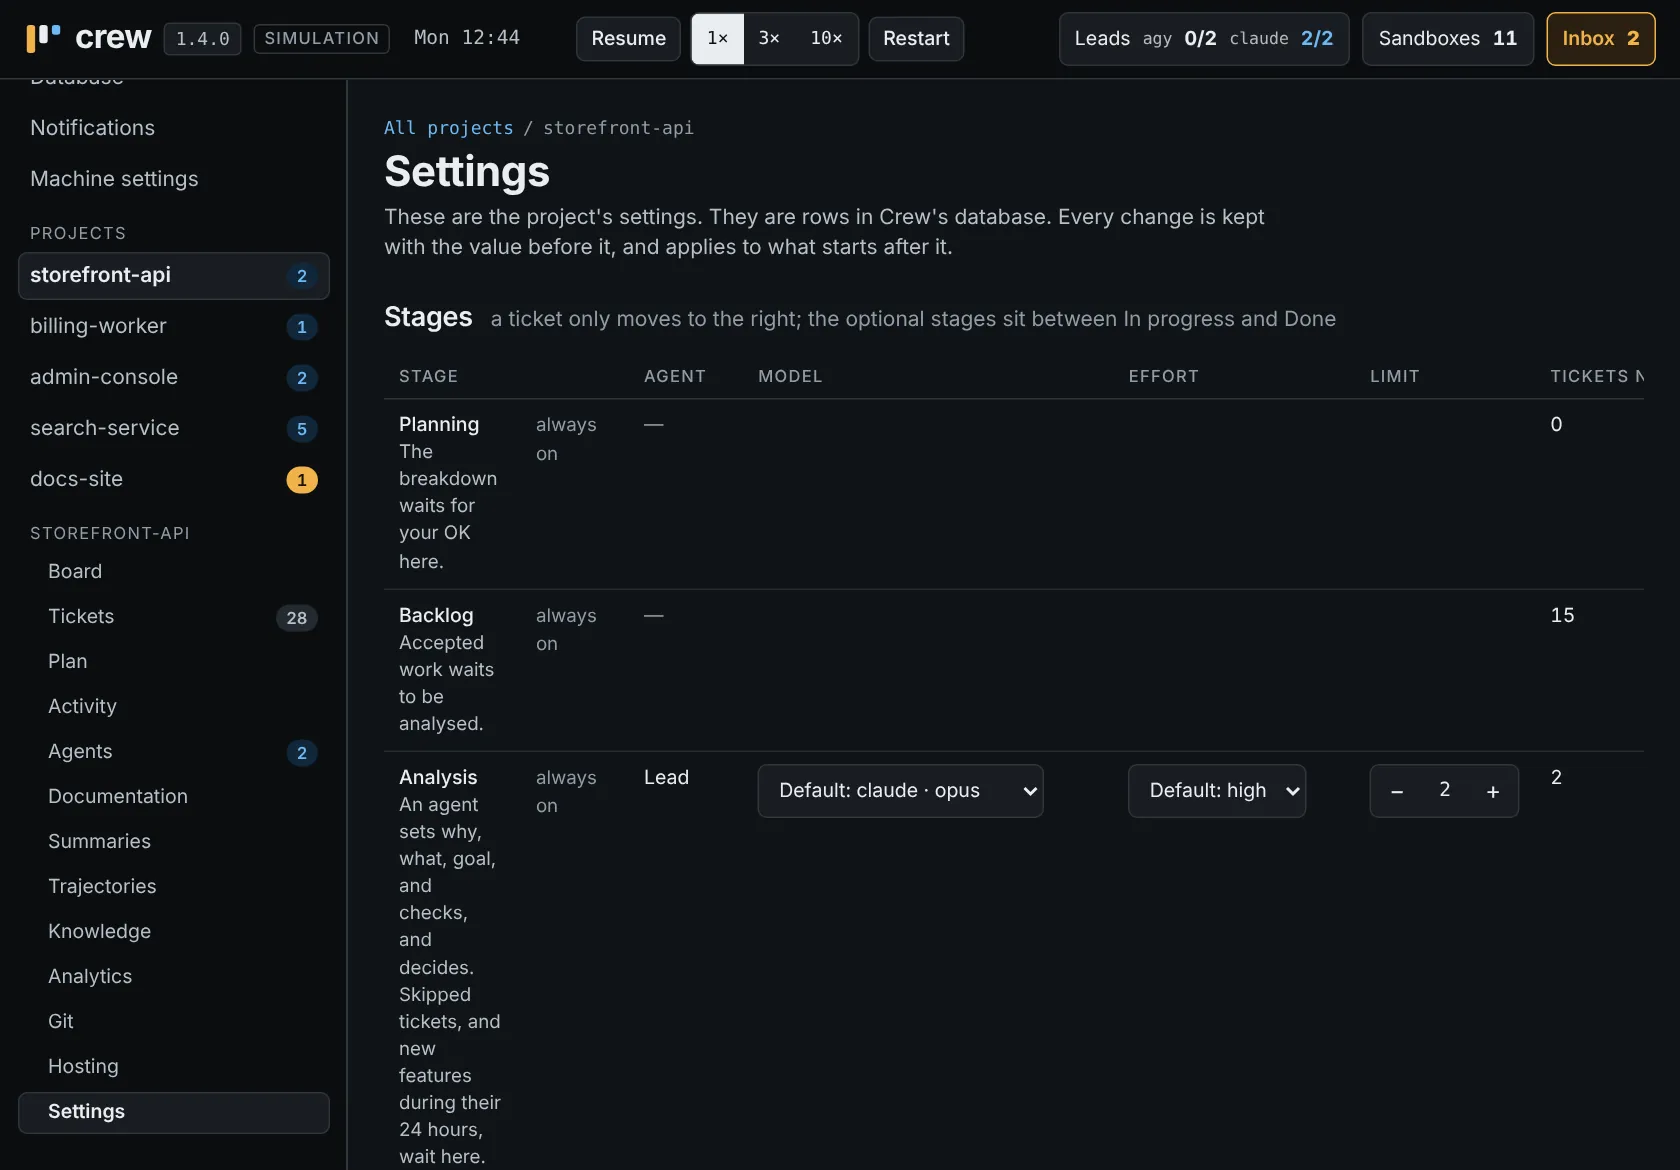 crew 1.4.0 SIMULATION Mon 12:44 Resume 1× 3× 10× Restart Leads agy 0/2 claude 2/2 Sandboxes 11 Inbox 2
Database
Notifications
Machine settings
PROJECTS
storefront-api 2
billing-worker 1
admin-console 2
search-service 5
docs-site 1
STOREFRONT-API
Board
Tickets 28
Plan
Activity
Agents 2
Documentation
Summaries
Trajectories
Knowledge
Analytics
Git
Hosting
Settings
All projects / storefront-api
Settings
These are the project's settings. They are rows in Crew's database. Every change is kept
with the value before it, and applies to what starts after it.
Stages a ticket only moves to the right; the optional stages sit between In progress and Done
STAGE AGENT MODEL EFFORT LIMIT TICKETS N
Planning always — 0
on
The
breakdown
waits for
your OK
here.
Backlog always — 15
on
Accepted
work waits
to be
analysed.
Analysis always Lead Default: claude · opus Default: high – 2 + 2
on
An agent
sets why,
what, goal,
and
checks,
and
decides.
Skipped
tickets, and
new
features
during their
24 hours,
wait here.